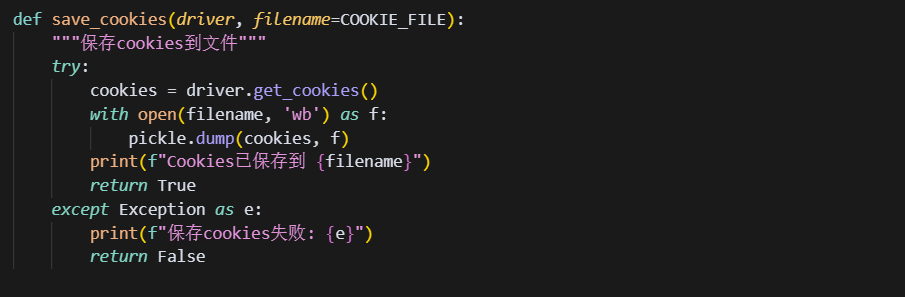 def save_cookies(driver, filename=COOKIE_FILE):
    """保存cookies到文件"""
    try:
        cookies = driver.get_cookies()
        with open(filename, 'wb') as f:
            pickle.dump(cookies, f)
        print(f"Cookies已保存到 {filename}")
        return True
    except Exception as e:
        print(f"保存cookies失败: {e}")
        return False